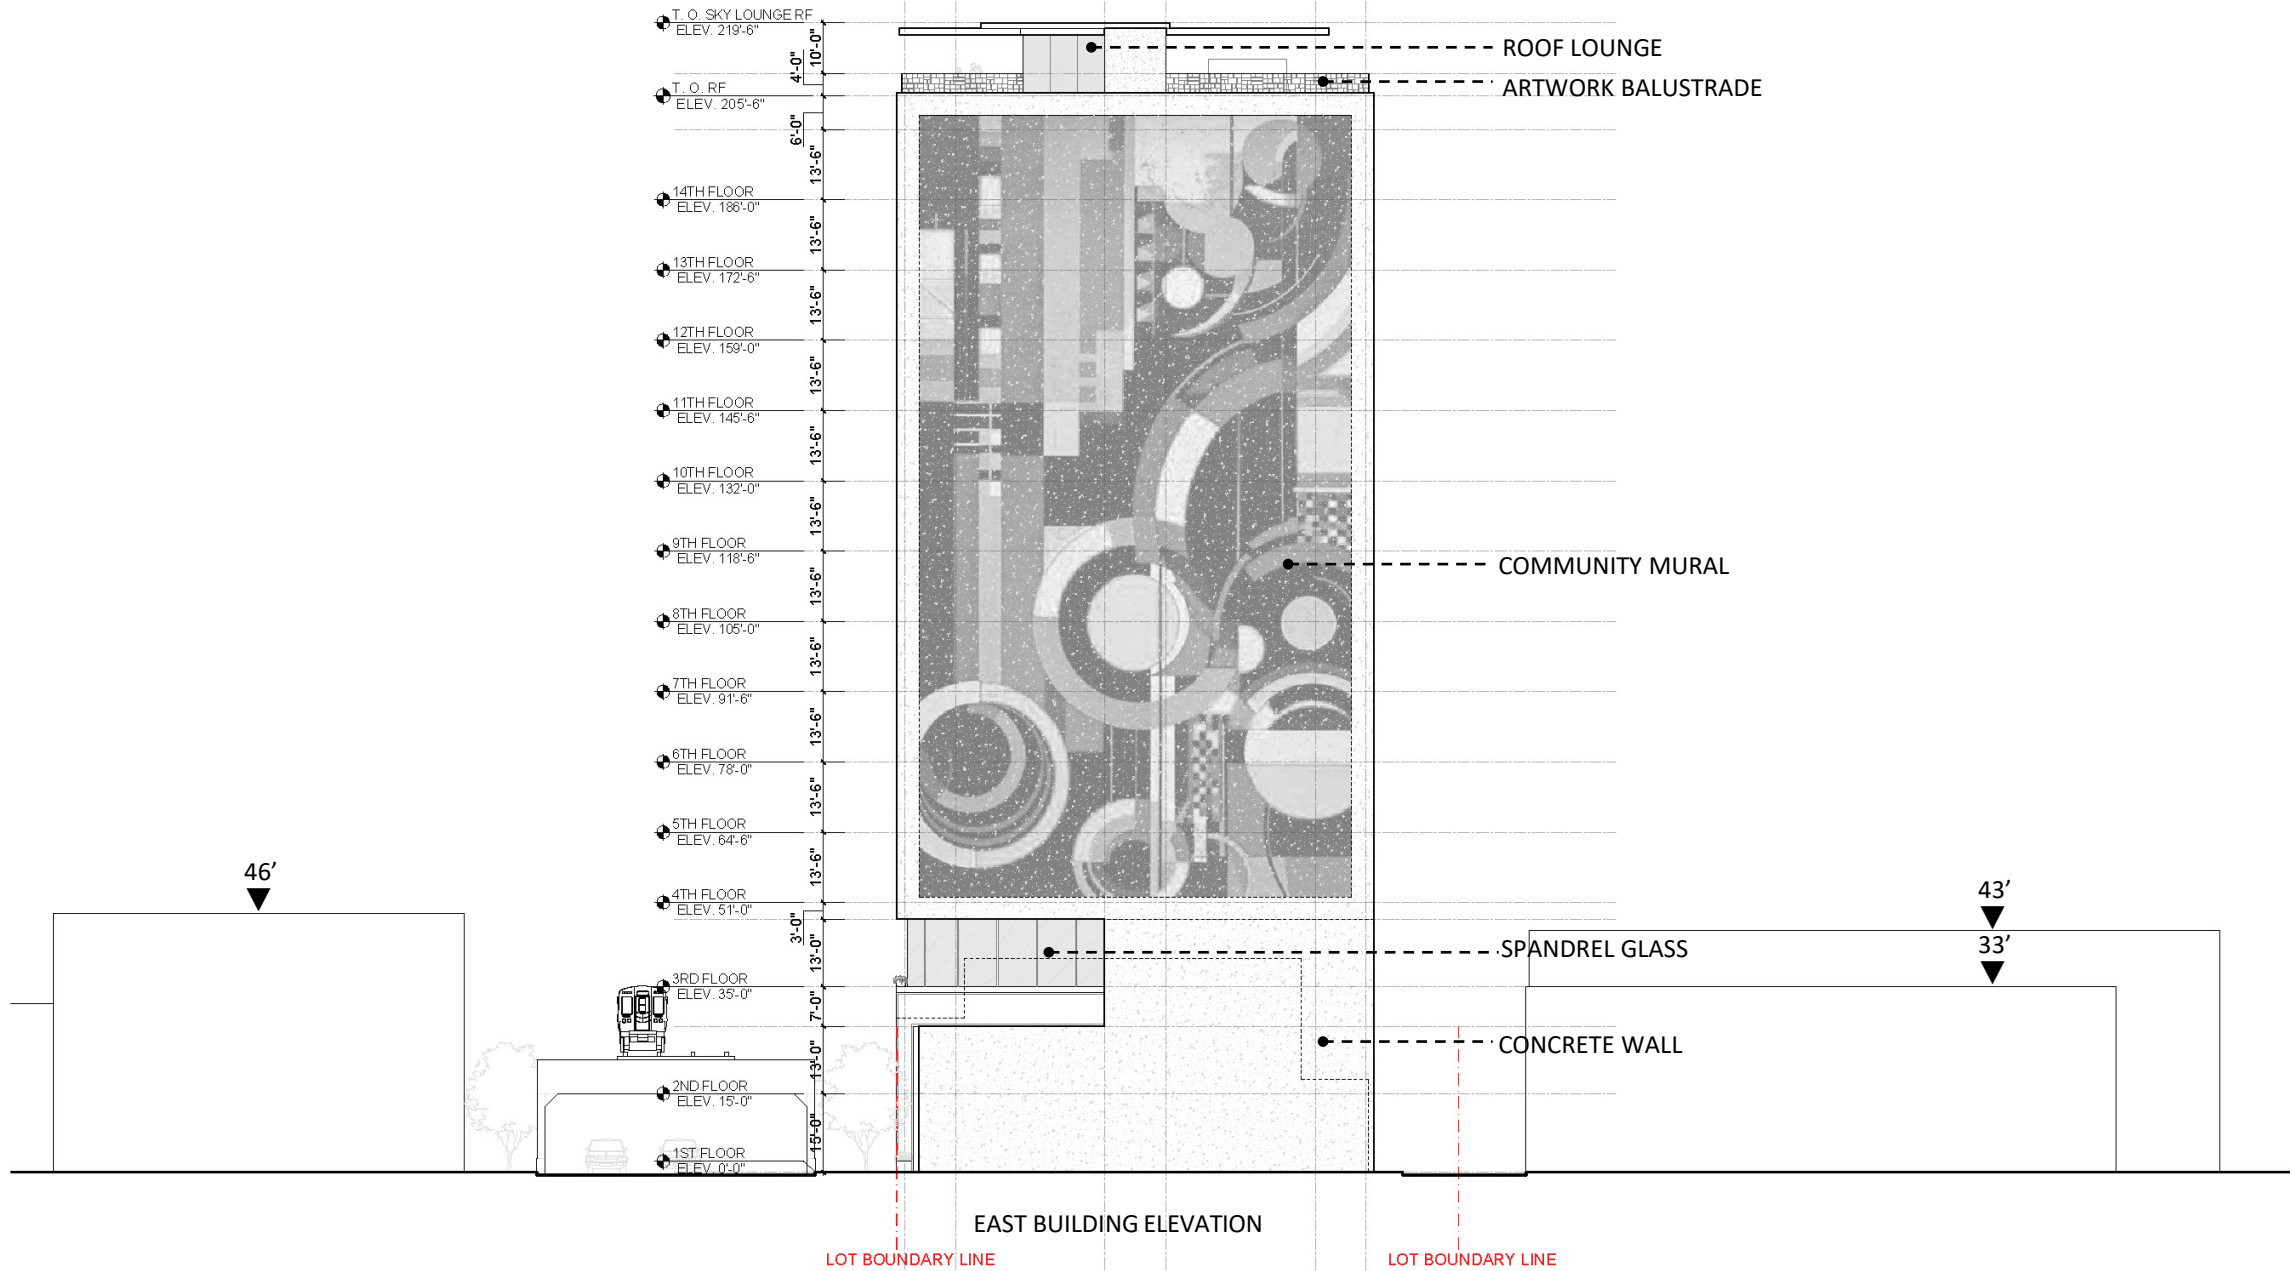 T. O. SKY LOUNGE RF
ELEV. 219'-6"
10'-0"
4'-0"
ROOF LOUNGE
ARTWORK BALUSTRADE
T. O. RF
ELEV. 205'-6"
6'-0"
13'-6"
14TH FLOOR
ELEV. 186'-0"
13'-6"
13TH FLOOR
ELEV. 172'-6"
13'-6"
12TH FLOOR
ELEV. 159'-0"
13'-6"
11TH FLOOR
ELEV. 145'-6"
13'-6"
10TH FLOOR
ELEV. 132'-0"
13'-6"
9TH FLOOR
ELEV. 118'-6"
COMMUNITY MURAL
13'-6"
8TH FLOOR
ELEV. 105'-0"
13'-6"
7TH FLOOR
ELEV. 91'-6"
13'-6"
6TH FLOOR
ELEV. 78'-0"
13'-6"
5TH FLOOR
ELEV. 64'-6"
13'-6"
46’
4TH FLOOR
ELEV. 51'-0"
43’
3'-0"
13'-0"
SPANDREL GLASS
33’
3RD FLOOR
ELEV. 35'-0"
7'-0"
CONCRETE WALL
13'-0"
2ND FLOOR
ELEV. 15'-0"
15'-0"
1ST FLOOR
ELEV. 0'-0"
EAST BUILDING ELEVATION
LOT BOUNDARY LINE
LOT BOUNDARY LINE